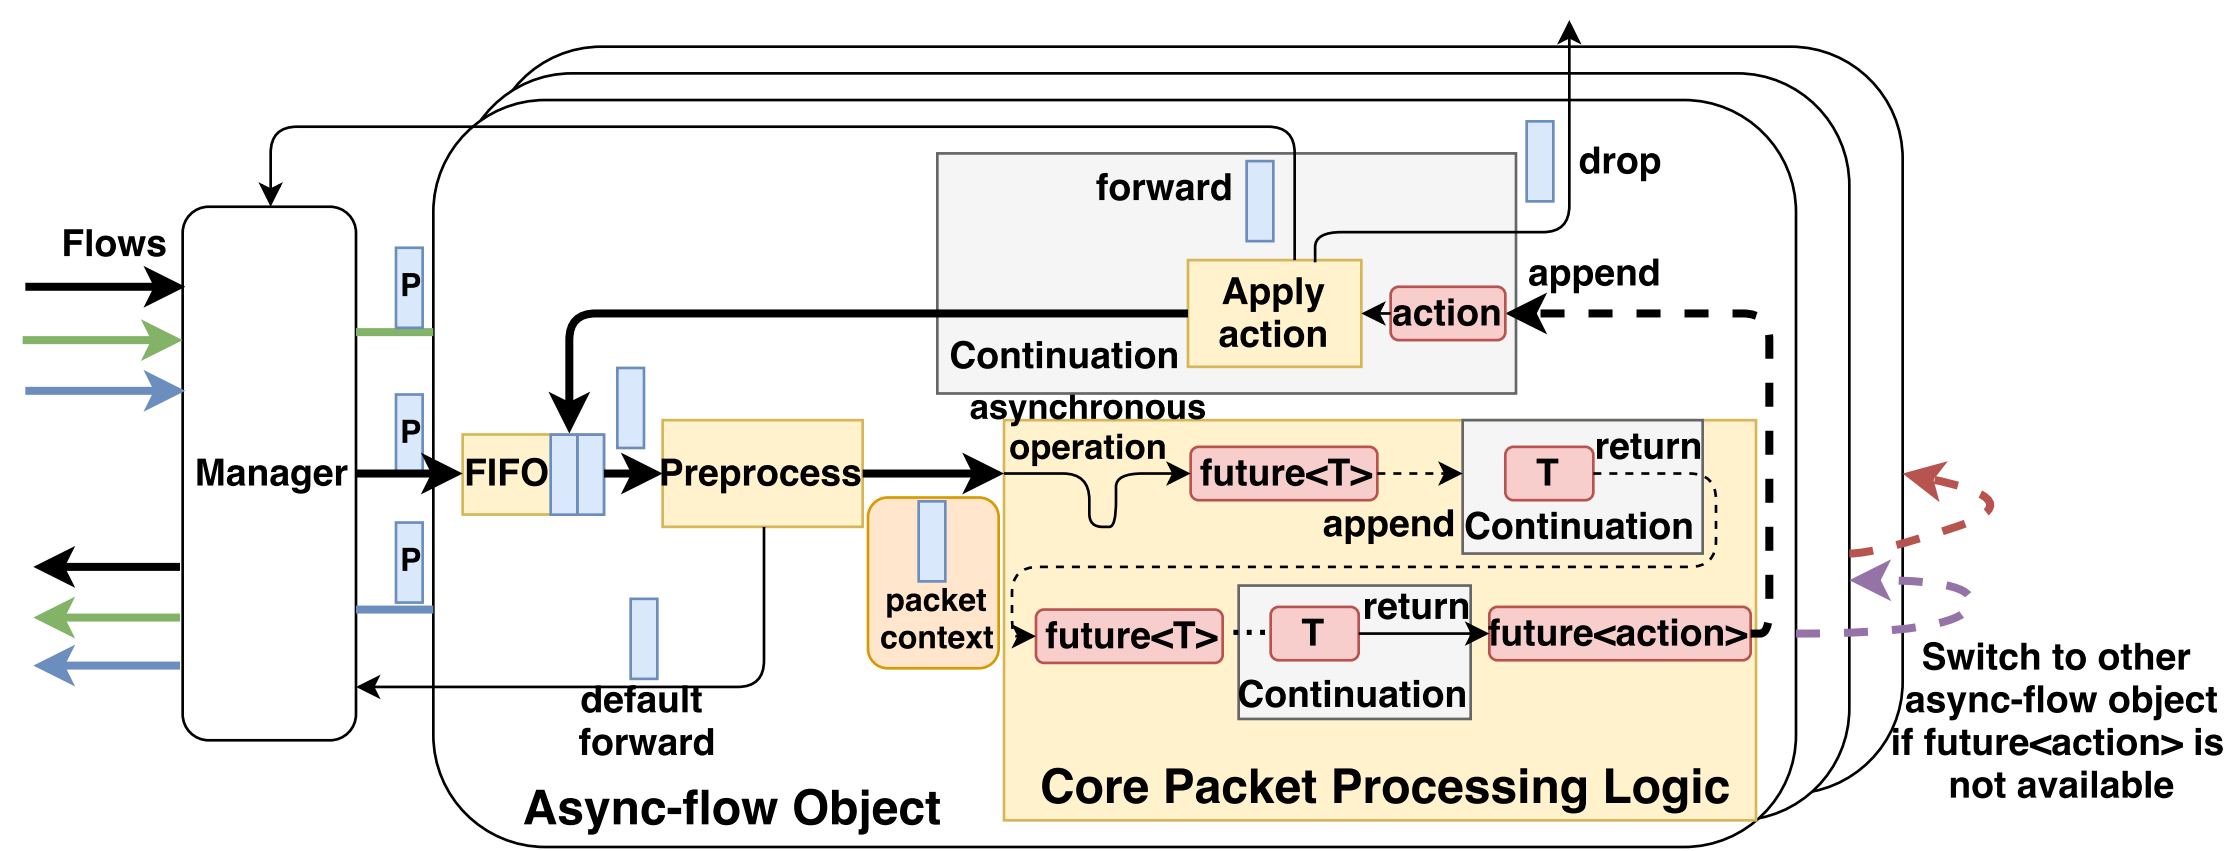 drop
forward
Flows
append
P
Apply
action
action
Continuation
asynchronous
operation
return
P
Manager
FIFO
Preprocess
future<T>
T
append
Continuation
P
packet
context
return
future<T>
...
T
future<action>
Continuation
default
forward
Switch to other
async-flow object
if future<action> is
not available
Core Packet Processing Logic
Async-flow Object